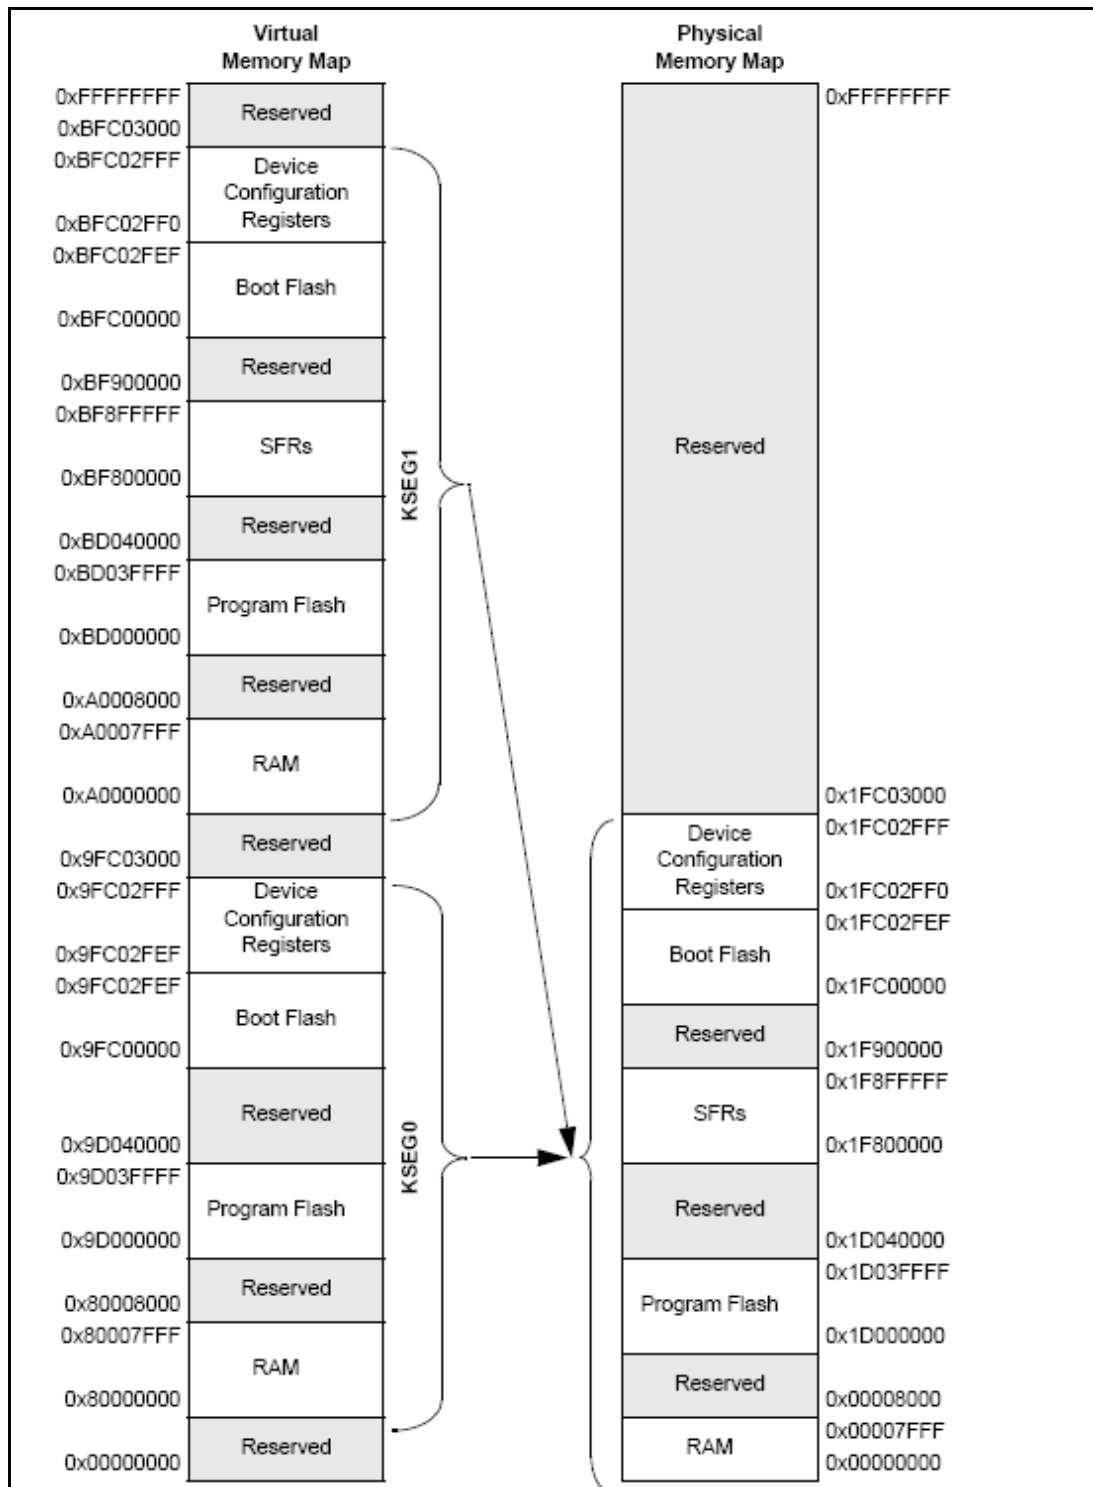 Virtual
Memory Map
0xFFFFFFFF
Reserved
0xBFC03000
0xBFC02FFF
Device
Configuration
Registers
0xBFC02FF0
0xBFC02FEF
Boot Flash
0xBFC00000
Reserved
0xBF900000
0xBF8FFFFF
SFRs
0xBF800000
Reserved
0xBD040000
0xBD03FFFF
Program Flash
0xBD000000
Reserved
0xA0008000
0xA0007FFF
RAM
0xA0000000
KSEG1
Reserved
0x9FC03000
0x9FC02FFF
Device
Configuration
Registers
0x9FC02FEF
0x9FC02FEF
Boot Flash
0x9FC00000
Reserved
0x9D040000
0x9D03FFFF
Program Flash
0x9D000000
Reserved
0x80008000
0x80007FFF
RAM
0x80000000
KSEG0
Reserved
0x00000000
Physical
Memory Map
0xFFFFFFFF
Reserved
0x1FC03000
0x1FC02FFF
Device
Configuration
Registers
0x1FC02FF0
0x1FC02FEF
Boot Flash
0x1FC00000
Reserved
0x1F900000
0x1F8FFFFF
SFRs
0x1F800000
Reserved
0x1D040000
0x1D03FFFF
Program Flash
0x1D000000
Reserved
0x00008000
0x00007FFF
RAM
0x00000000